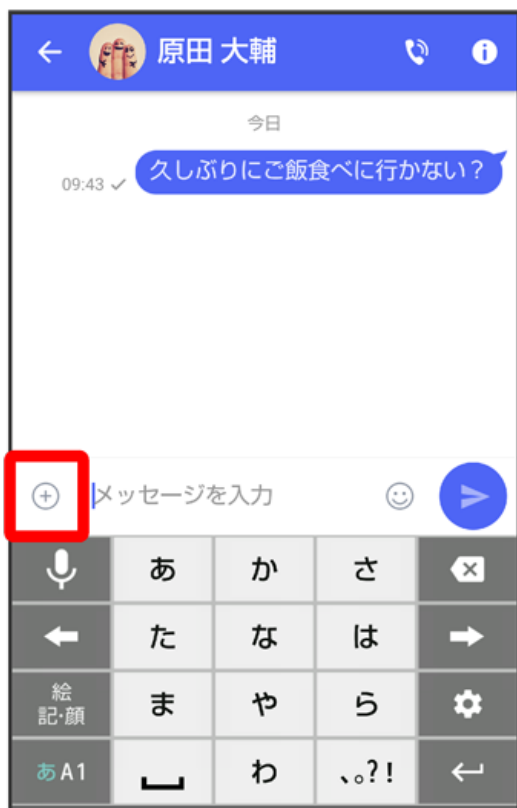 原田 大輔
今日
久しぶりにご飯食べに行かない？
09:43
メッセージを入力
あ か さ
た な は
絵
記・顔 ま や ら
あA1 わ 、。?!